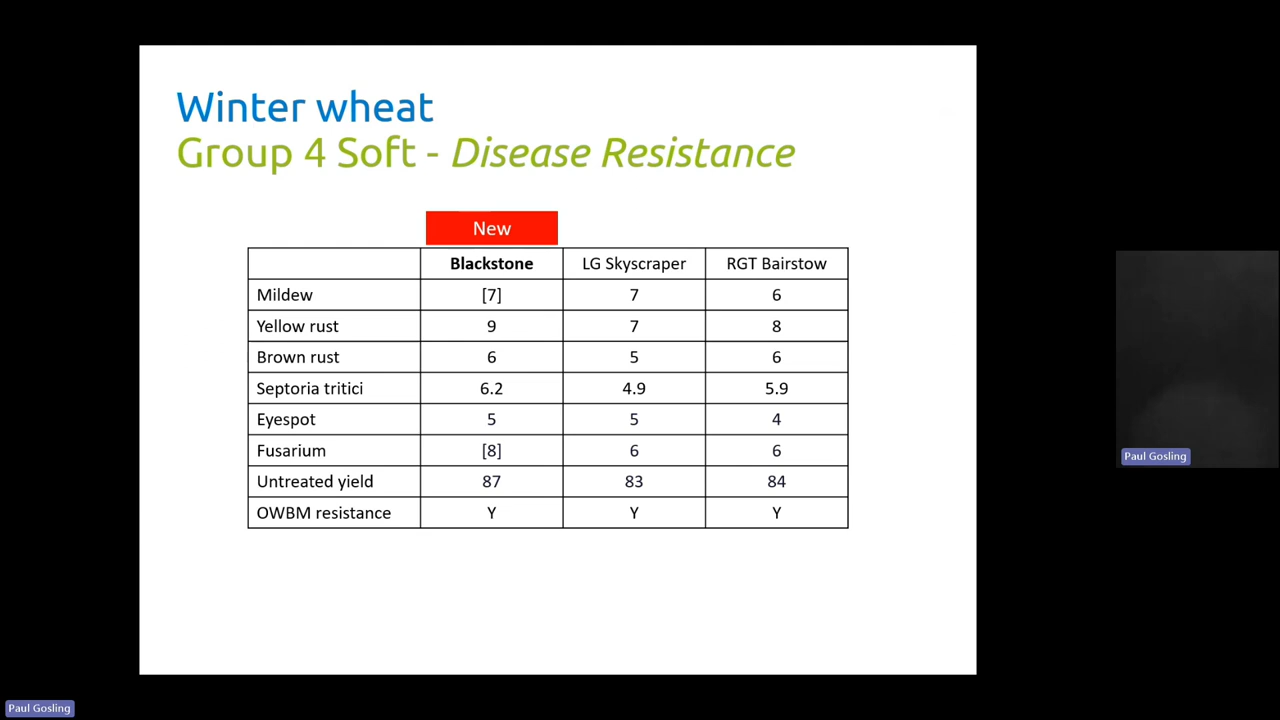 Winter wheat
Group 4 Soft - Disease Resistance
New
Blackstone LG Skyscraper RGT Bairstow
Mildew [7] 7 6
Yellow rust 9 7 8
Brown rust 6 5 6
Septoria tritici 6.2 4.9 5.9
Eyespot 5 5 4
Fusarium [8] 6 6
Untreated yield 87 83 84
OWBM resistance Y Y Y
Paul Gosling
Paul Gosling